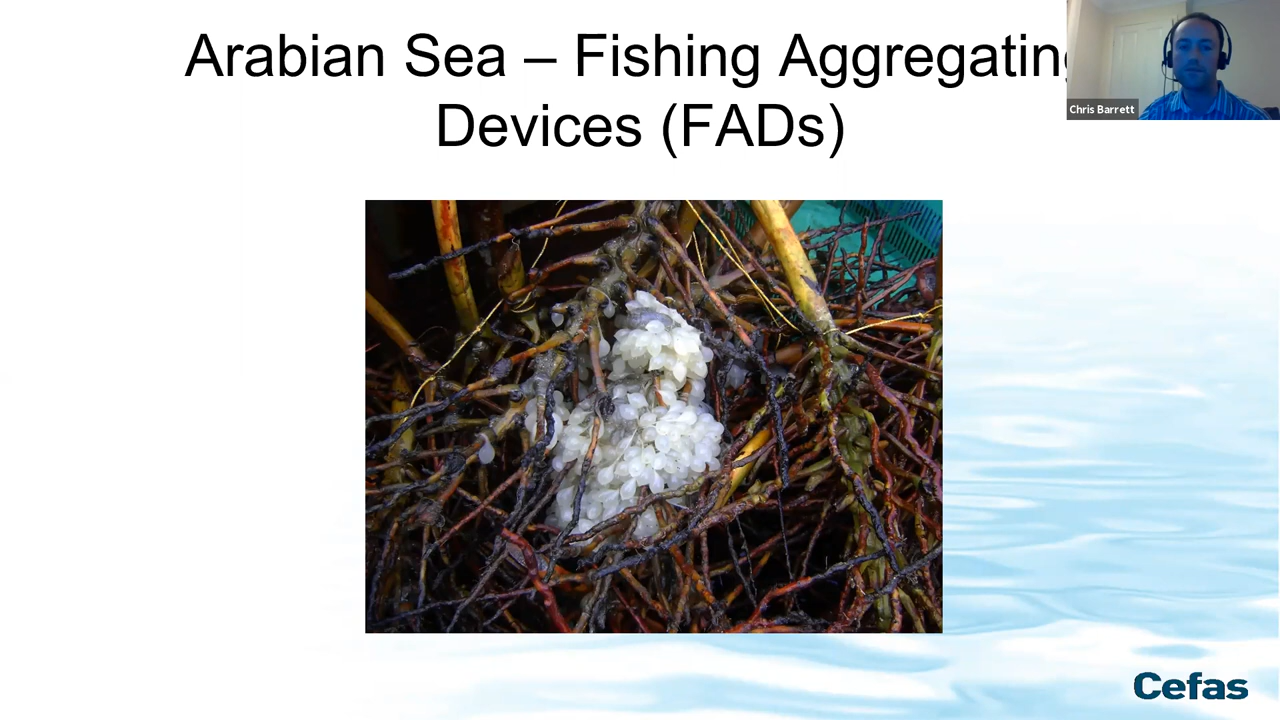 Arabian Sea – Fishing Aggregating
Devices (FADs)
Chris Barrett
Cefas